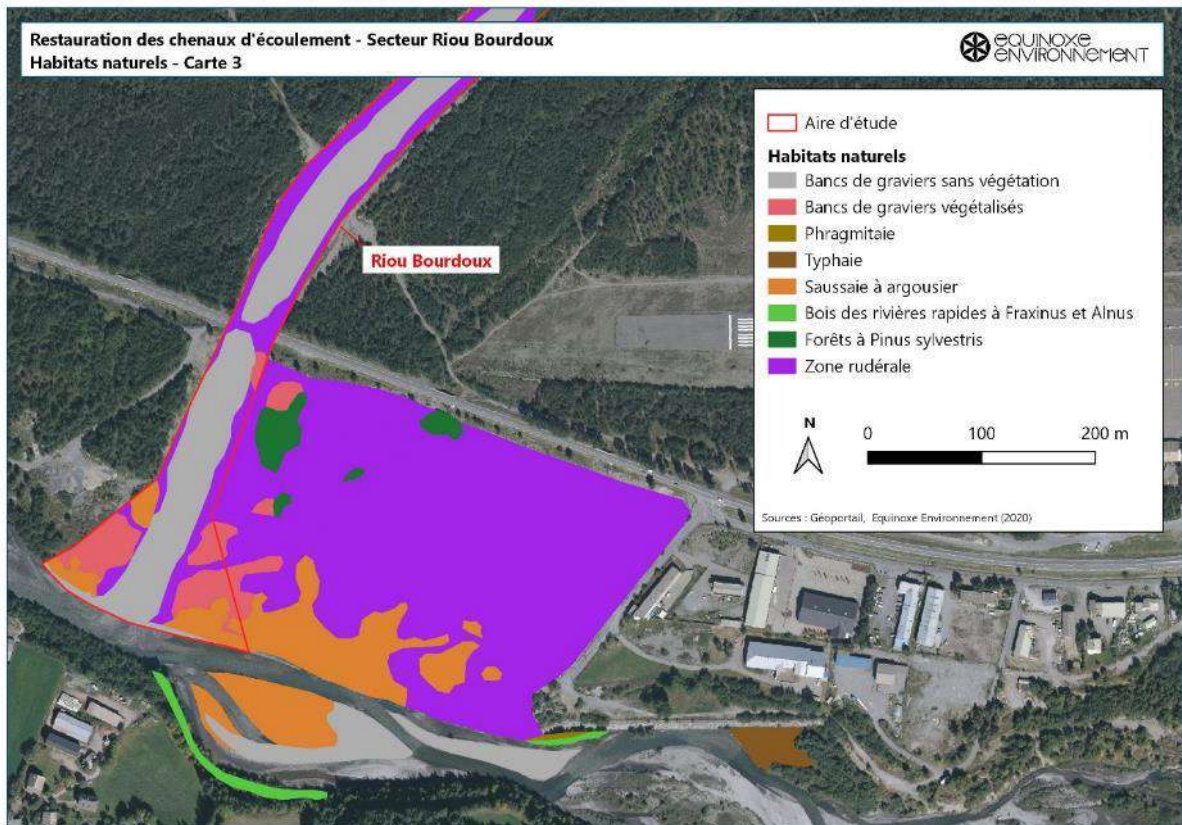 Restauration des chenaux d'écoulement - Secteur Riou Bourdoux
Habitats naturels - Carte 3
EQUINOXE
ENVIRONNEMENT
Aire d'étude
Habitats naturels
Bancs de graviers sans végétation
Bancs de graviers végétalisés
Phragmitaie
Typhaie
Saussaie à argousier
Bois des rivières rapides à Fraxinus et Alnus
Forêts à Pinus sylvestris
Zone rudérale
N
0 100 200 m
Sources : Géoportail, Equinoxe Environnement (2020)
Riou Bourdoux